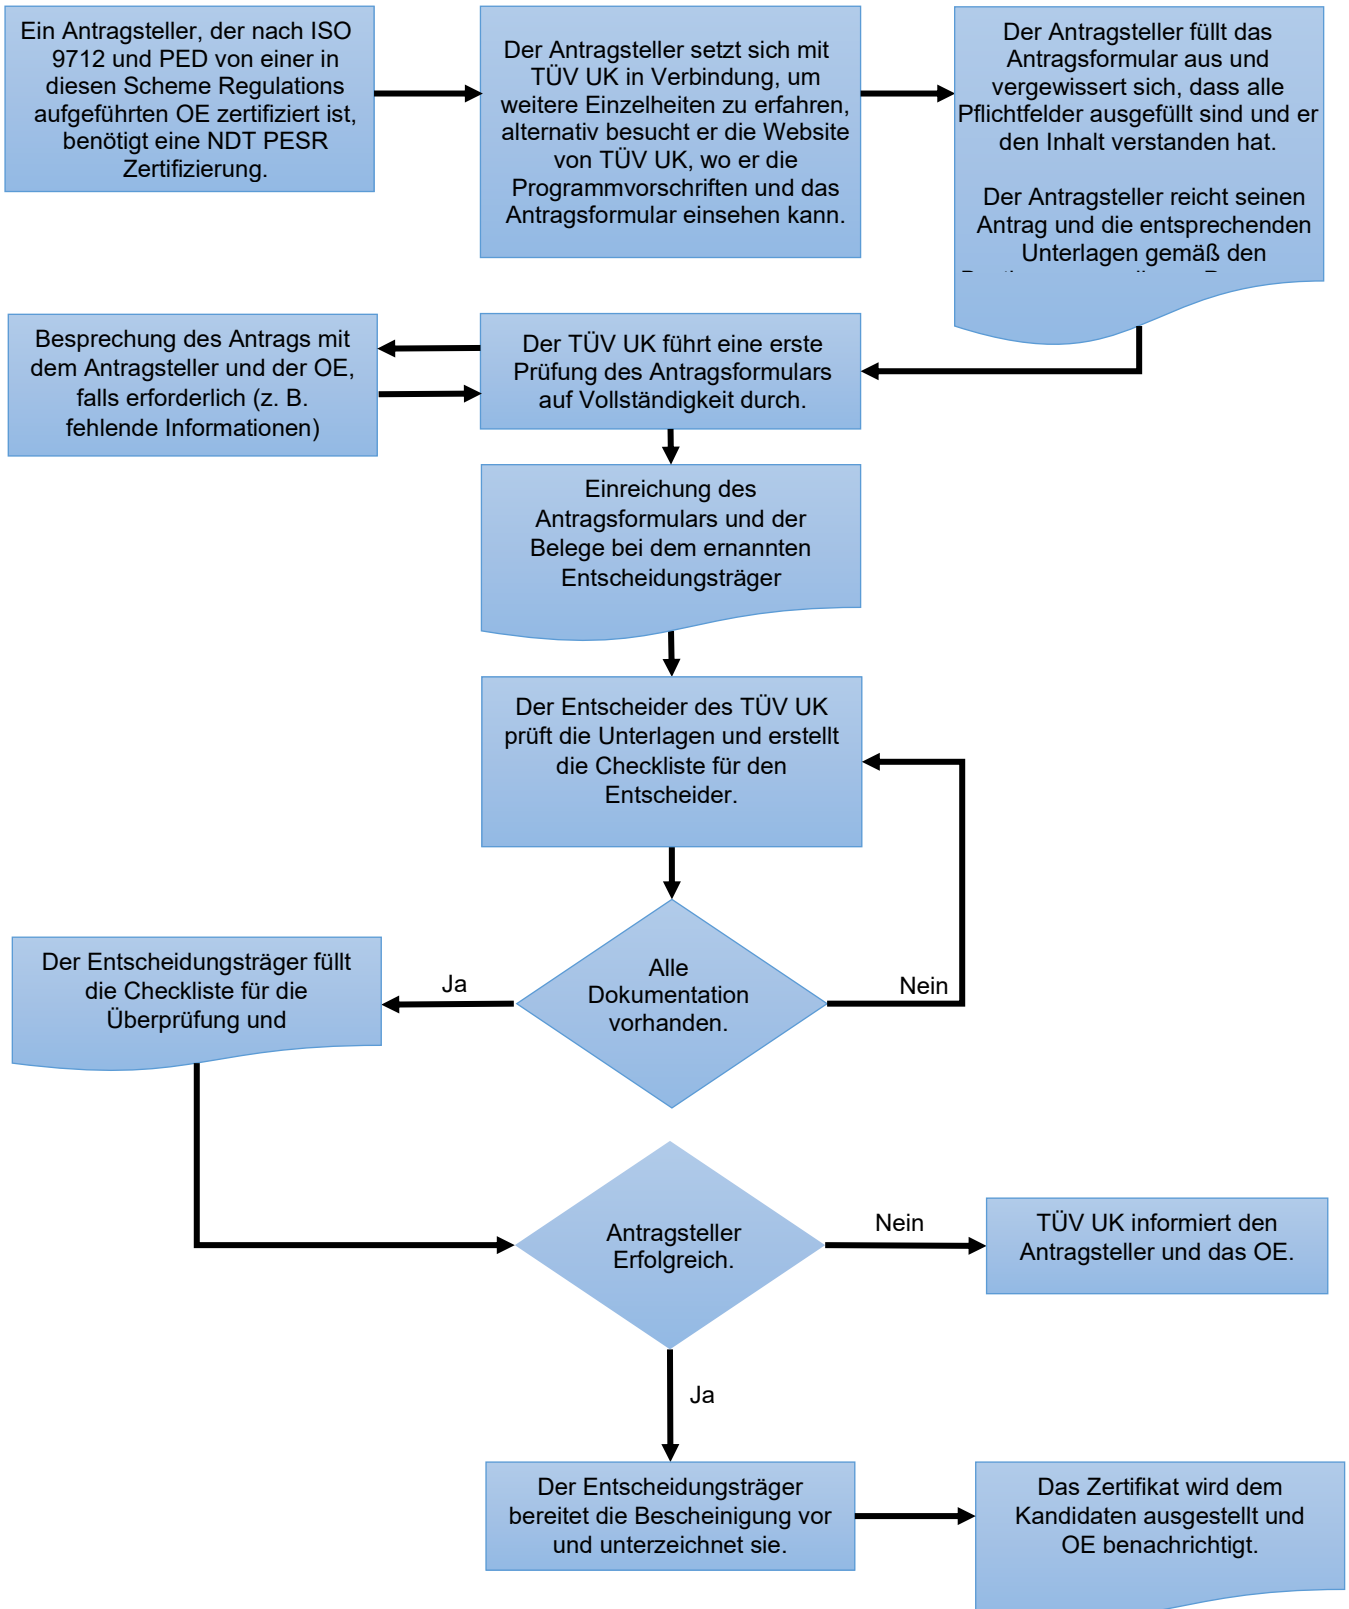 Ein Antragsteller, der nach ISO
9712 und PED von einer in
diesen Scheme Regulations
aufgeführten OE zertifiziert ist,
benötigt eine NDT PESR
Zertifizierung.
Der Antragsteller setzt sich mit
TÜV UK in Verbindung, um
weitere Einzelheiten zu erfahren,
alternativ besucht er die Website
von TÜV UK, wo er die
Programmvorschriften und das
Antragsformular einsehen kann.
Der Antragsteller füllt das
Antragsformular aus und
vergewissert sich, dass alle
Pflichtfelder ausgefüllt sind und er
den Inhalt verstanden hat.
Der Antragsteller reicht seinen
Antrag und die entsprechenden
Unterlagen gemäß den
Besprechung des Antrags mit
dem Antragsteller und der OE,
falls erforderlich (z. B.
fehlende Informationen)
Der TÜV UK führt eine erste
Prüfung des Antragsformulars
auf Vollständigkeit durch.
Einreichung des
Antragsformulars und der
Belege bei dem ernannten
Entscheidungsträger
Der Entscheider des TÜV UK
prüft die Unterlagen und erstellt
die Checkliste für den
Entscheider.
Alle
Dokumentation
vorhanden.
Nein
Ja
Der Entscheidungsträger füllt
die Checkliste für die
Überprüfung und
Antragsteller
Erfolgreich.
Nein
TÜV UK informiert den
Antragsteller und das OE.
Ja
Der Entscheidungsträger
bereitet die Bescheinigung vor
und unterzeichnet sie.
Das Zertifikat wird dem
Kandidaten ausgestellt und
OE benachrichtigt.